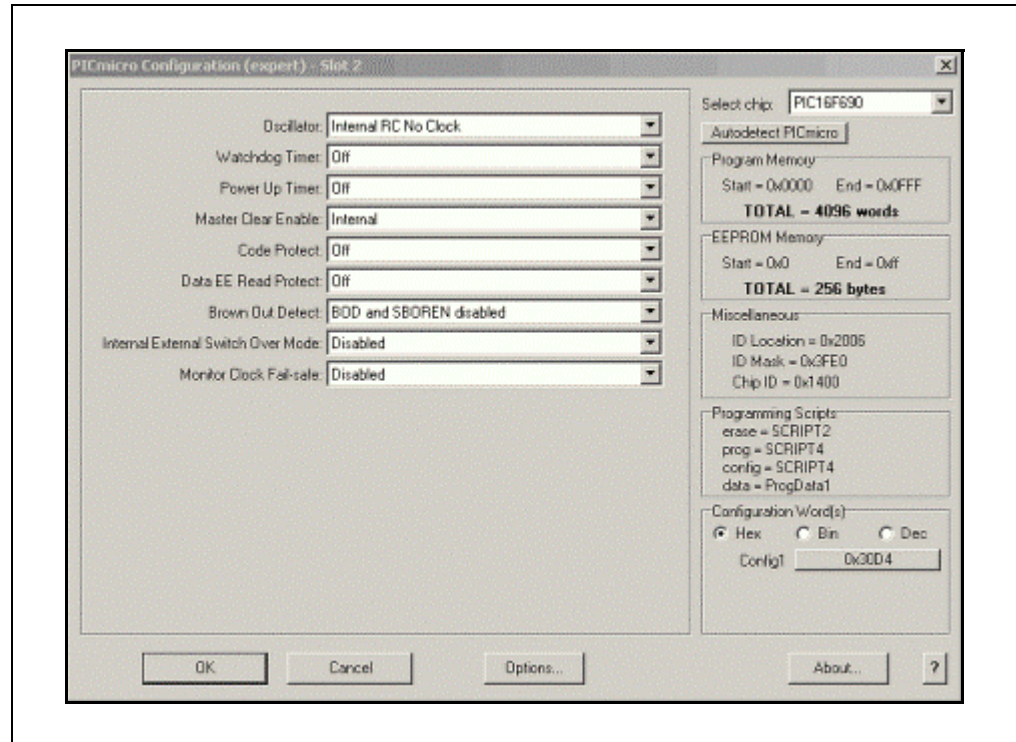 PICmicro Configuration (expert) - Slot 2
Oscillator: Internal RC No Clock
Watchdog Timer: Off
Power Up Timer: Off
Master Clear Enable: Internal
Code Protect: Off
Data EE Read Protect: Off
Brown Out Detect: BOD and SBOREN disabled
Internal External Switch Over Mode: Disabled
Monitor Clock Fail-safe: Disabled
Select chip: PIC16F690
Autodetect PICmicro
Program Memory
Start = 0x0000 End = 0x0FFF
TOTAL = 4096 words
EEPROM Memory
Start = 0x0 End = 0xff
TOTAL = 256 bytes
Miscellaneous
ID Location = 0x2006
ID Mask = 0x3FE0
Chip ID = 0x1400
Programming Scripts
erase = SCRIPT2
prog = SCRIPT4
config = SCRIPT4
data = ProgData1
Configuration Word(s)
Hex Bin Dec
Config1 0x30D4
OK Cancel Options... About... ?